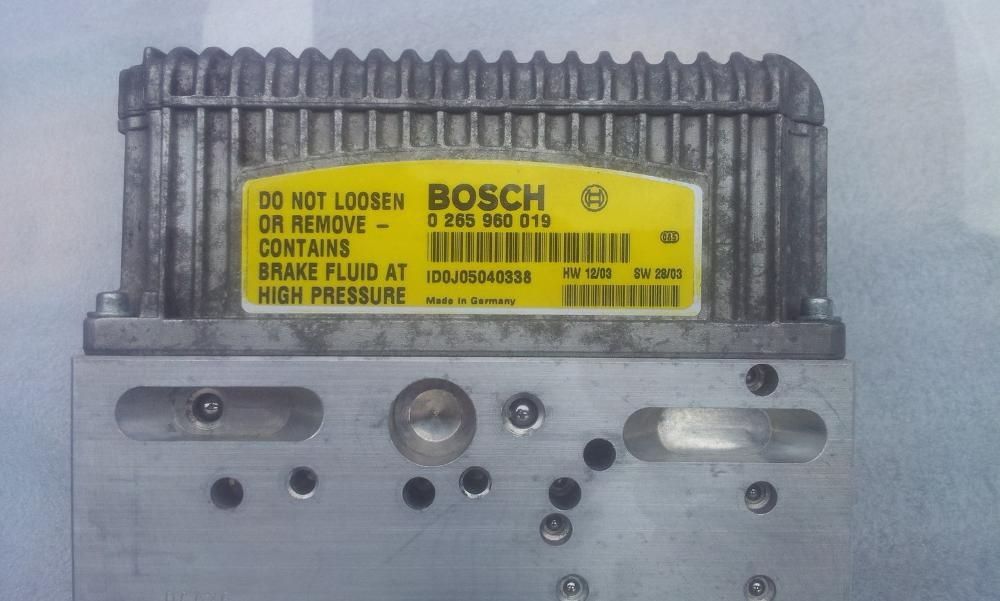 DO NOT LOOSEN
OR REMOVE –
CONTAINS
BRAKE FLUID AT
HIGH PRESSURE
BOSCH
0 265 960 019
ID0J05040338
HW 12/03 SW 28/03
Made in Germany